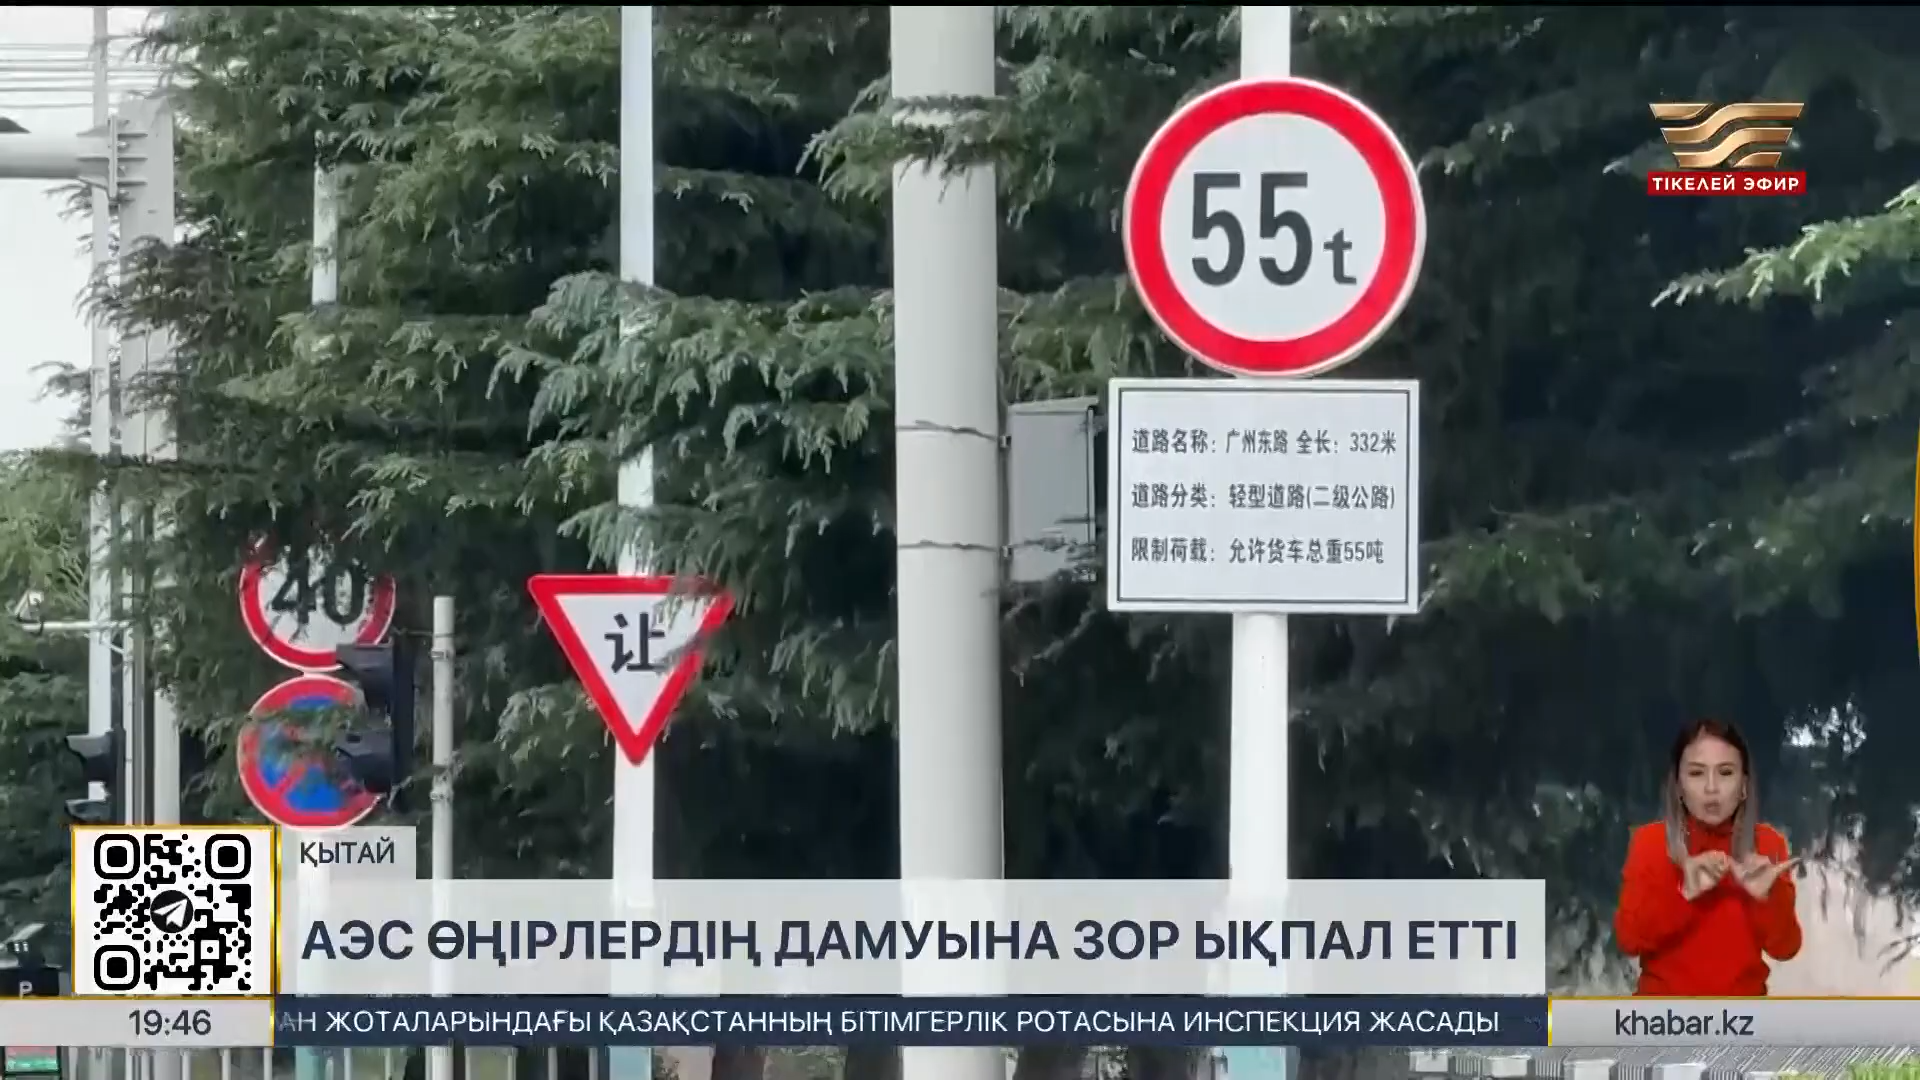 55t
ТІКЕЛЕЙ ЭФИР
道路名称：广州东路 全长：332米
道路分类：轻型道路(二级公路)
限制荷载：允许货车总重55吨
40
让
ҚЫТАЙ
АЭС ӨҢІРЛЕРДІҢ ДАМУЫНА ЗОР ЫҚПАЛ ЕТТІ
P
19:46
АН ЖОТАЛАРЫНДАҒЫ ҚАЗАҚСТАННЫҢ БІТІМГЕРЛІК РОТАСЫНА ИНСПЕКЦИЯ ЖАСАДЫ
khabar.kz